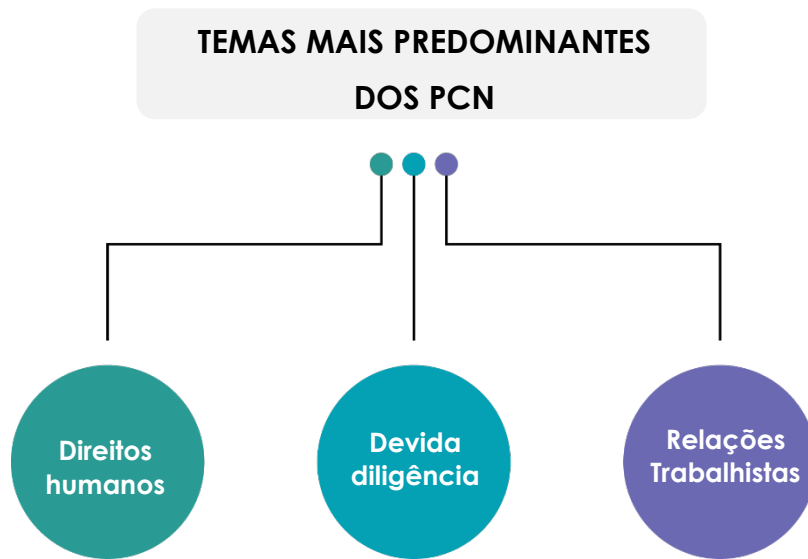 TEMAS MAIS PREDOMINANTES
DOS PCN
Direitos
humanos
Devida
diligência
Relações
Trabalhistas